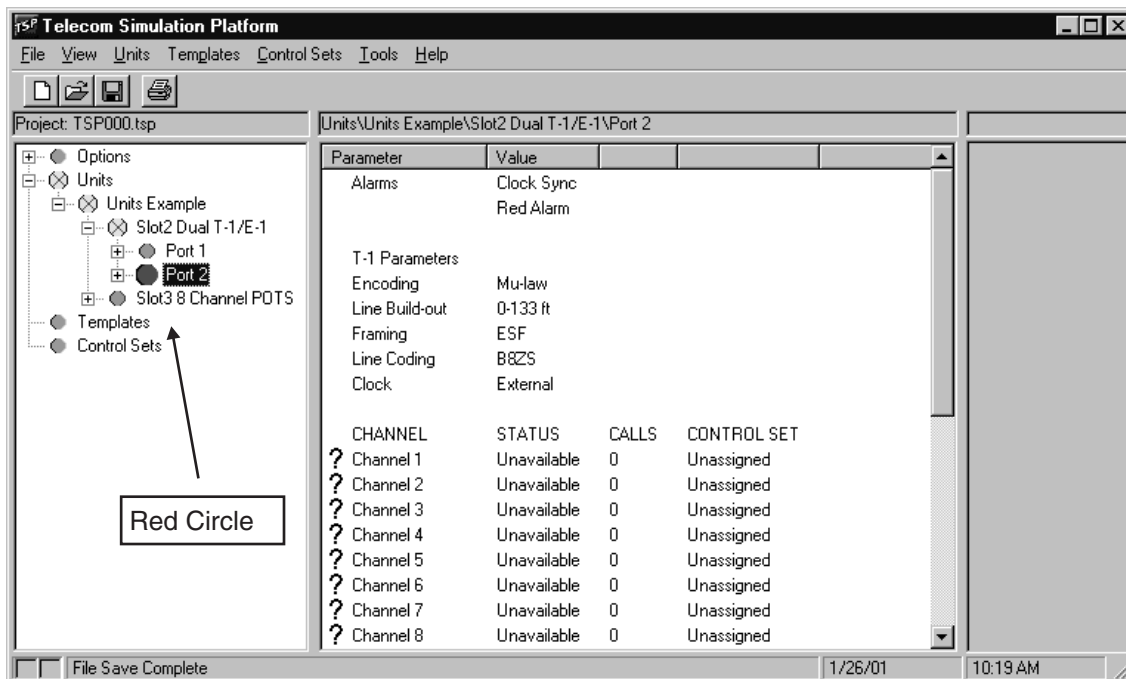 TSP Telecom Simulation Platform
File View Units Templates Control Sets Tools Help
Project: TSP000.tsp
Units\Units Example\Slot2 Dual T-1/E-1\Port 2
Options
Units
Units Example
Slot2 Dual T-1/E-1
Port 1
Port 2
Slot3 8 Channel POTS
Templates
Control Sets
Red Circle
Parameter Value
Alarms Clock Sync
Red Alarm
T-1 Parameters
Encoding Mu-law
Line Build-out 0-133 ft
Framing ESF
Line Coding B8ZS
Clock External
CHANNEL STATUS CALLS CONTROL SET
? Channel 1 Unavailable 0 Unassigned
? Channel 2 Unavailable 0 Unassigned
? Channel 3 Unavailable 0 Unassigned
? Channel 4 Unavailable 0 Unassigned
? Channel 5 Unavailable 0 Unassigned
? Channel 6 Unavailable 0 Unassigned
? Channel 7 Unavailable 0 Unassigned
? Channel 8 Unavailable 0 Unassigned
File Save Complete 1/26/01 10:19 AM